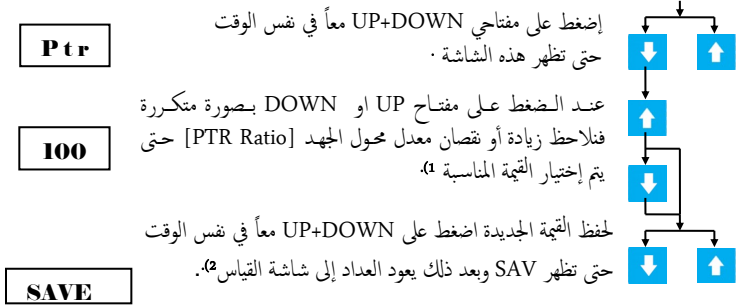 إضغط على مفتاحي UP+DOWN معاً في نفس الوقت
حتى تظهر هذه الشاشة .
Ptr
عند الضغط على مفتاح UP او DOWN بصورة متكررة
فنلاحظ زيادة أو نقصان معدل محول الجهد [PTR Ratio] حتى
يتم إختيار القيمة المناسبة 1).
100
لحفظ القيمة الجديدة اضغط على UP+DOWN معاً في نفس الوقت
حتى تظهر SAV وبعد ذلك يعود العداد إلى شاشة القياس2)..
SAVE